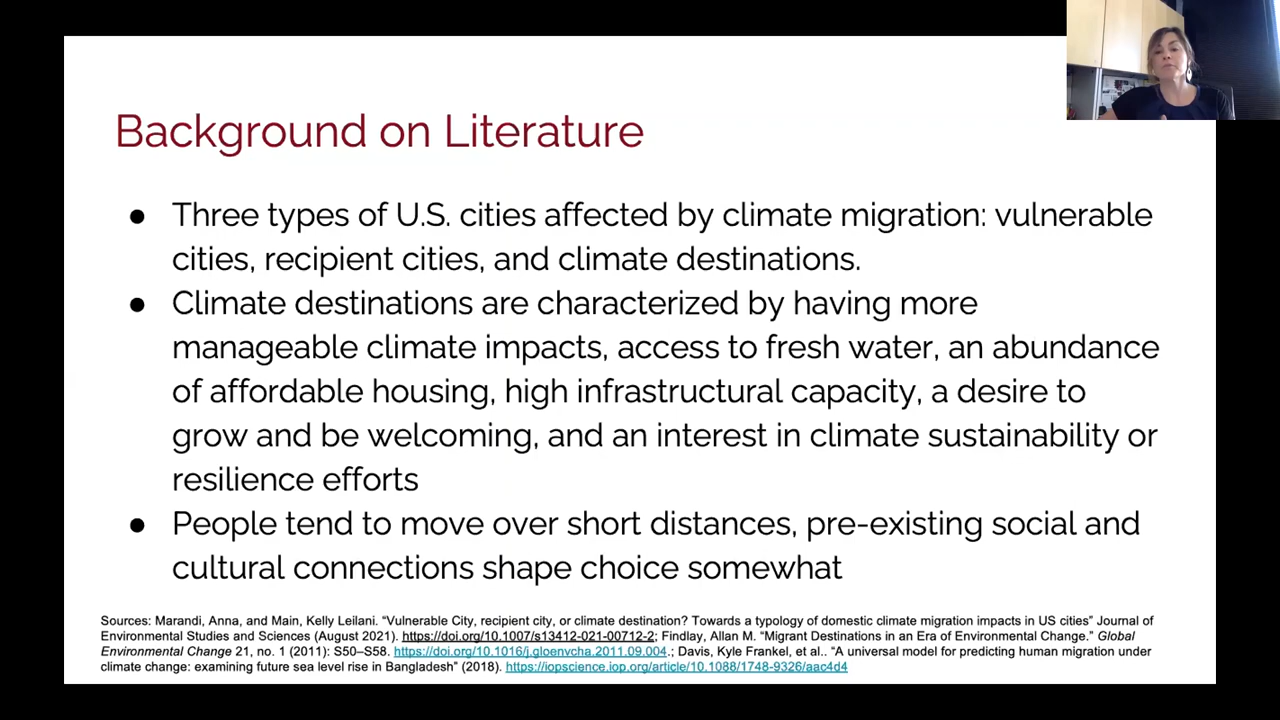 Background on Literature
● Three types of U.S. cities affected by climate migration: vulnerable
cities, recipient cities, and climate destinations.
● Climate destinations are characterized by having more
manageable climate impacts, access to fresh water, an abundance
of affordable housing, high infrastructural capacity, a desire to
grow and be welcoming, and an interest in climate sustainability or
resilience efforts
● People tend to move over short distances, pre-existing social and
cultural connections shape choice somewhat
Sources: Marandi, Anna, and Main, Kelly Leilani. “Vulnerable City, recipient city, or climate destination? Towards a typology of domestic climate migration impacts in US cities” Journal of
Environmental Studies and Sciences (August 2021). https://doi.org/10.1007/s13412-021-00712-2; Findlay, Allan M. “Migrant Destinations in an Era of Environmental Change.” Global
Environmental Change 21, no. 1 (2011): S50–S58. https://doi.org/10.1016/j.gloenvcha.2011.09.004.; Davis, Kyle Frankel, et al.. “A universal model for predicting human migration under
climate change: examining future sea level rise in Bangladesh” (2018). https://iopscience.iop.org/article/10.1088/1748-9326/aac4d4